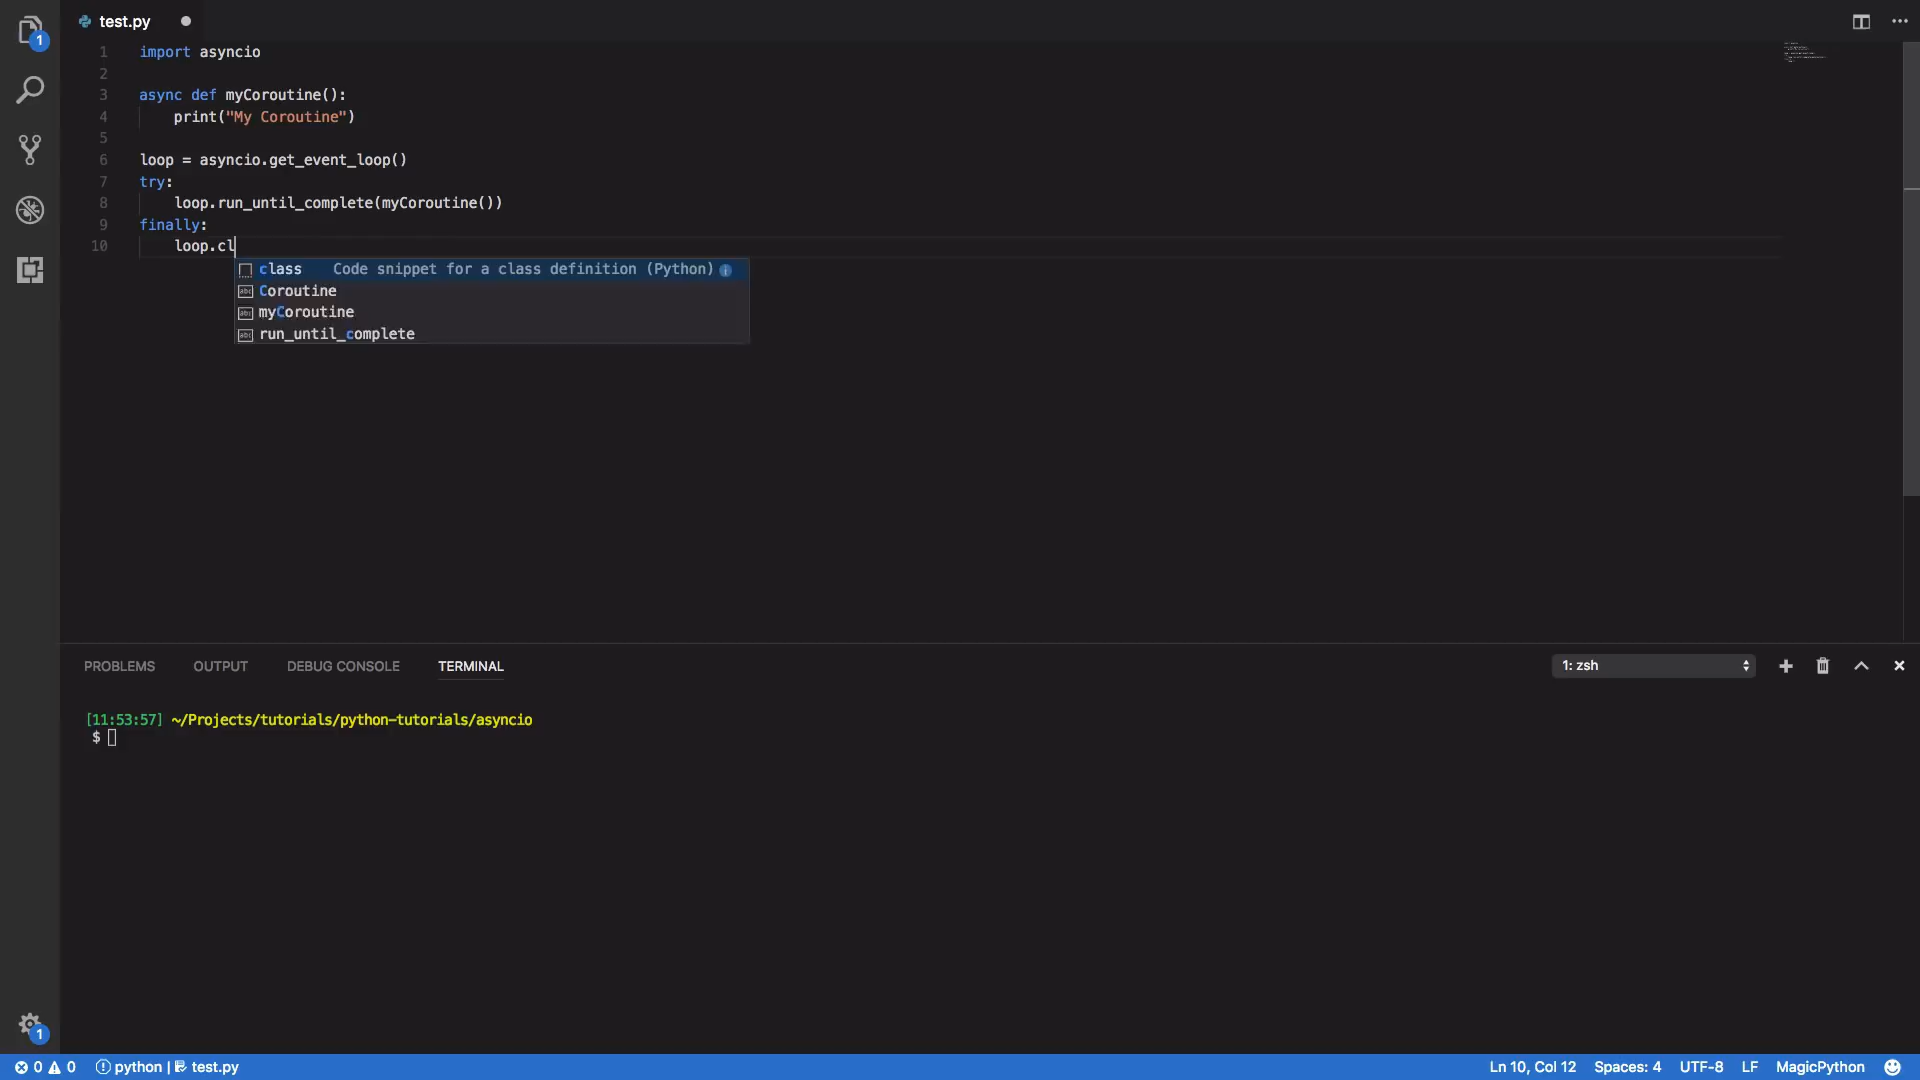 test.py
1
1 import asyncio
2
3 async def myCoroutine():
4 print("My Coroutine")
5
6 loop = asyncio.get_event_loop()
7 try:
8 loop.run_until_complete(myCoroutine())
9 finally:
10 loop.cl
class Code snippet for a class definition (Python)
Coroutine
myCoroutine
run_until_complete
PROBLEMS OUTPUT DEBUG CONSOLE TERMINAL 1: zsh
[11:53:57] ~/Projects/tutorials/python-tutorials/asyncio
$
1
0 0 python | test.py Ln 10, Col 12 Spaces: 4 UTF-8 LF MagicPython